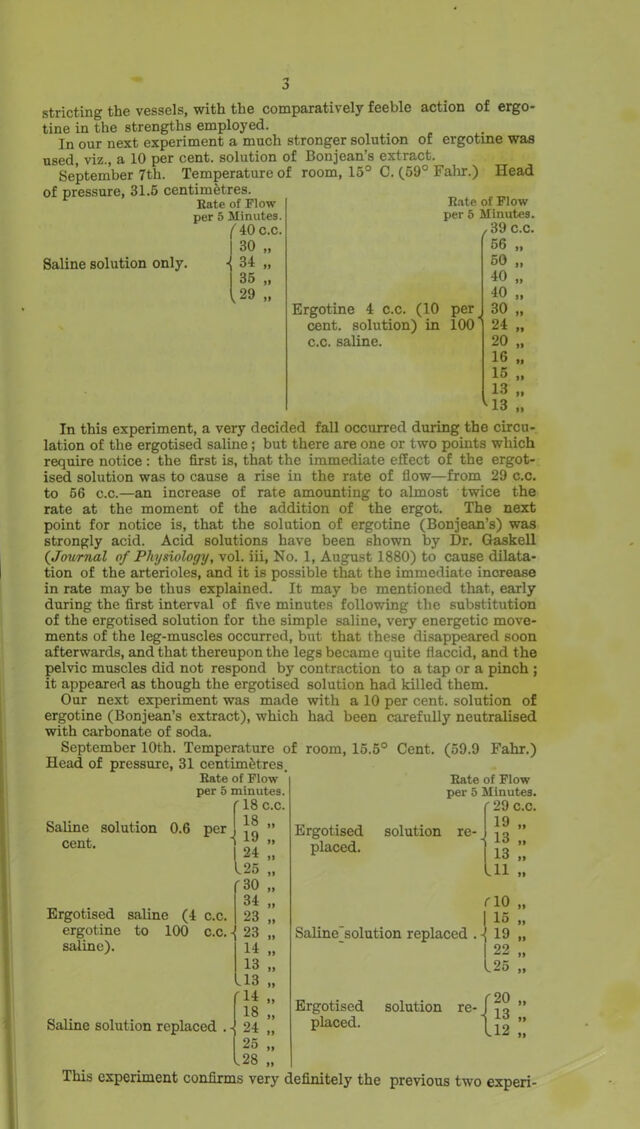 3
stricting the vessels, with the comparatively feeble action of ergo-
tine in the strengths employed.
In our next experiment a much stronger solution of ergotine was
used, viz., a 10 per cent. solution of Bonjean's extract.
September 7th. Temperature of room, 15° C. (59° Fahr.) Head
of pressure, 31.5 centimètres.
Rate of Flow
per 5 Minutes.
40 c.c.
30 „
Saline solution only. 34 „
35 „
29 „
Rate of Flow
per 5 Minutes.
39 c.c.
56 „
50 „
40 „
40 „
Ergotine 4 c.c. (10 per 30 „
cent. solution) in 100 24 „
c.c. saline. 20 „
16 „
15 „
13 „
13 „
In this experiment, a very decided fall occurred during the circu-
lation of the ergotised saline; but there are one or two points which
require notice: the first is, that the immediate effect of the ergot-
ised solution was to cause a rise in the rate of flow—from 29 c.c.
to 56 c.c.—an increase of rate amounting to almost twice the
rate at the moment of the addition of the ergot. The next
point for notice is, that the solution of ergotine (Bonjean's) was
strongly acid. Acid solutions have been shown by Dr. Gaskell
(Journal of Physiology, vol. iii, No. 1, August 1880) to cause dilata-
tion of the arterioles, and it is possible that the immediate increase
in rate may be thus explained. It may be mentioned that, early
during the first interval of five minutes following the substitution
of the ergotised solution for the simple saline, very energetic move-
ments of the leg-muscles occurred, but that these disappeared soon
afterwards, and that thereupon the legs became quite flaccid, and the
pelvic muscles did not respond by contraction to a tap or a pinch;
it appeared as though the ergotised solution had killed them.
Our next experiment was made with a 10 per cent. solution of
ergotine (Bonjean's extract), which had been carefully neutralised
with carbonate of soda.
September 10th. Temperature of room, 15.5° Cent. (59.9 Fahr.)
Head of pressure, 31 centimètres.
Rate of Flow
per 5 minutes.
18 c.c.
Saline solution 0.6 per 18 „
cent. 19 „
24 „
25 „
30 „
34 „
Ergotised saline (4 c.c. 23 „
ergotine to 100 c.c. 23 „
saline). 14 „
13 „
13 „
14 „
18 „
Saline solution replaced . 24 „
25 „
28 „
Rate of Flow
per 5 Minutes.
29 c.c.
Ergotised solution re- 19 „
placed. 13 „
13 „
11 „
10 „
15 „
Saline solution replaced . 19 „
22 „
25 „
Ergotised solution re- 20 „
placed. 13 „
12 „
This experiment confirms very definitely the previous two experi-